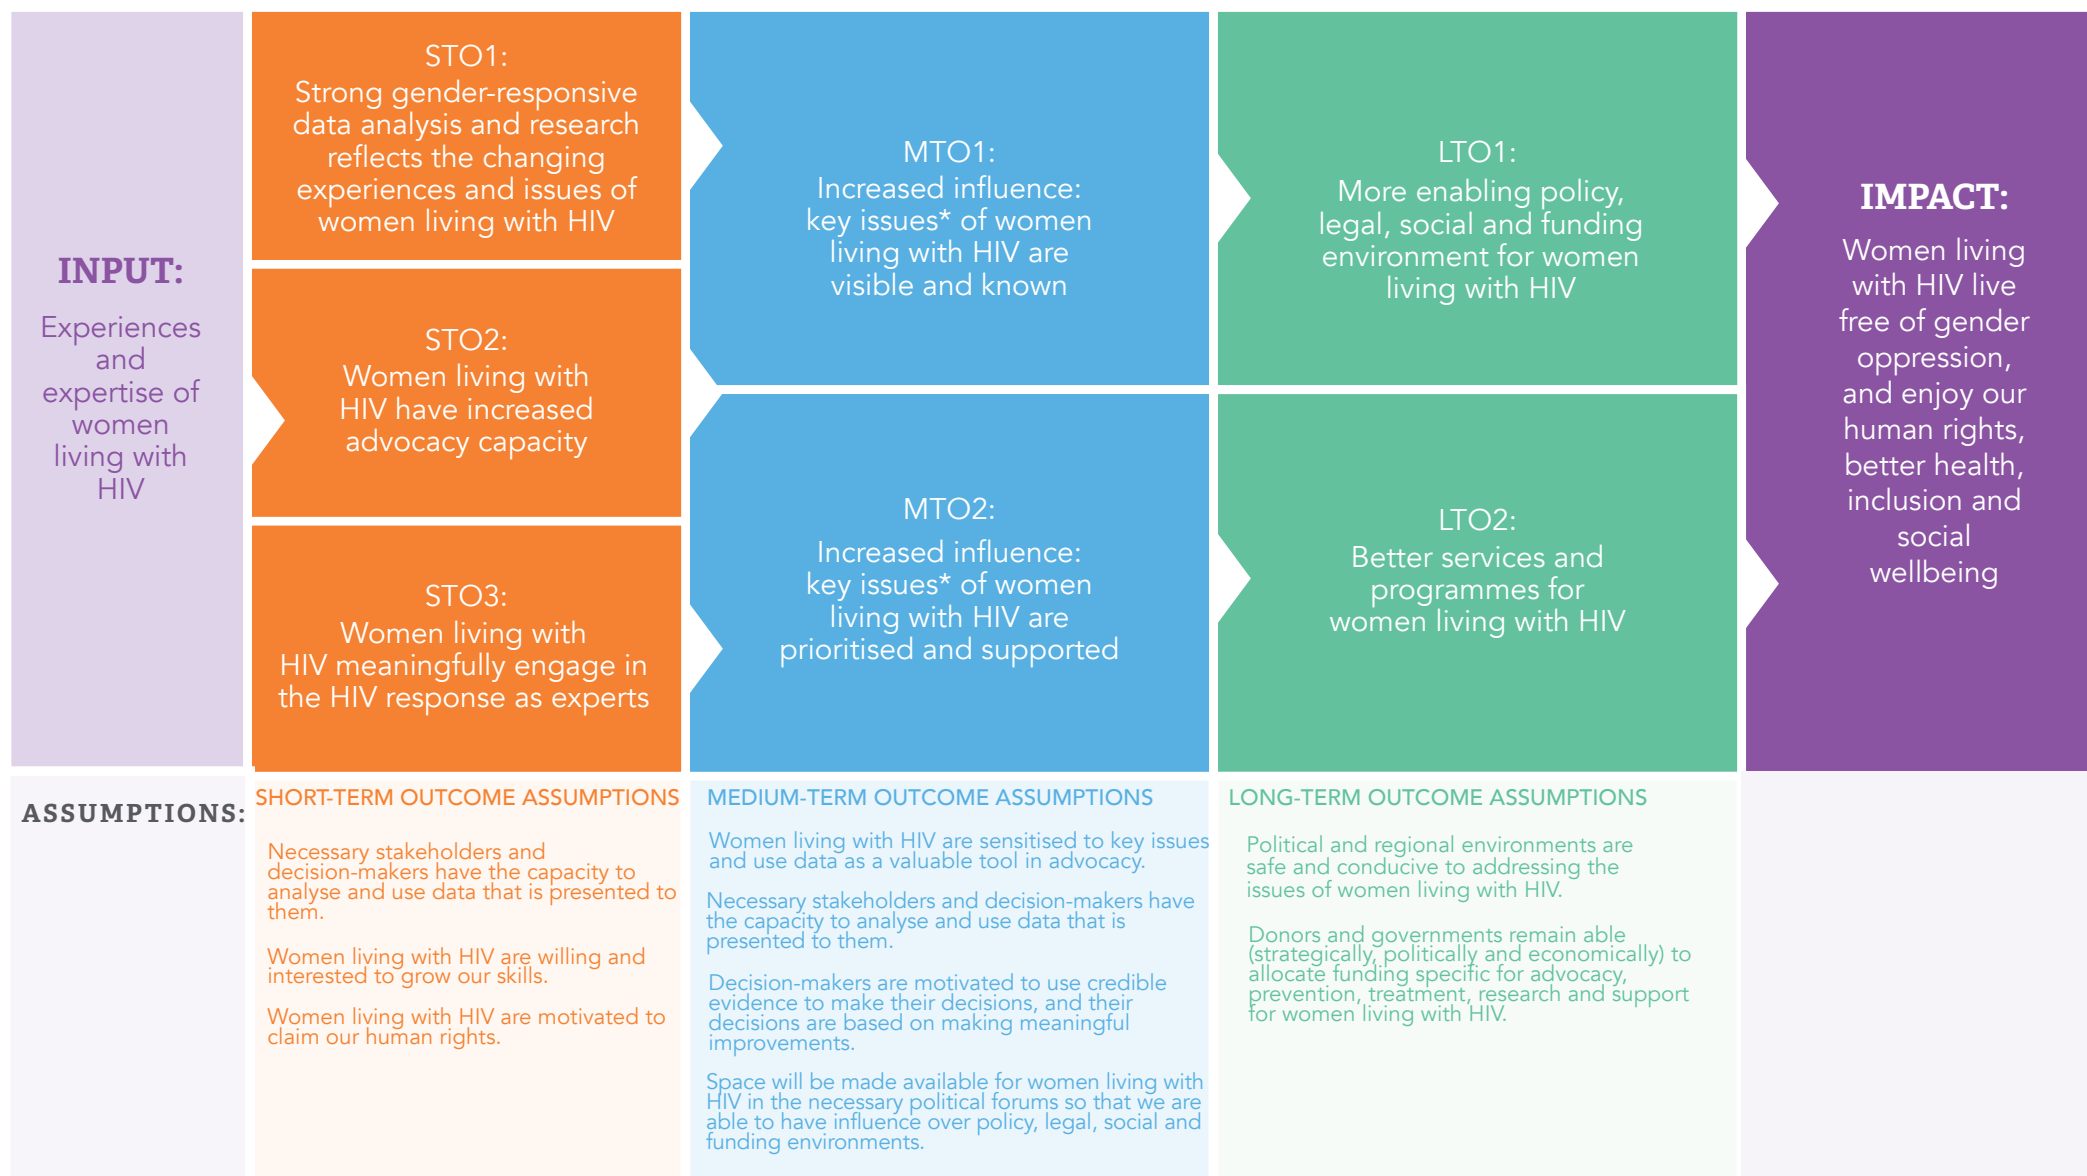 INPUT:
Experiences
and
expertise of
women
living with
HIV
STO1:
Strong gender-responsive
data analysis and research
reflects the changing
experiences and issues of
women living with HIV
STO2:
Women living with
HIV have increased
advocacy capacity
STO3:
Women living with
HIV meaningfully engage in
the HIV response as experts
MTO1:
Increased influence:
key issues* of women
living with HIV are
visible and known
MTO2:
Increased influence:
key issues* of women
living with HIV are
prioritised and supported
LTO1:
More enabling policy,
legal, social and funding
environment for women
living with HIV
LTO2:
Better services and
programmes for
women living with HIV
IMPACT:
Women living
with HIV live
free of gender
oppression,
and enjoy our
human rights,
better health,
inclusion and
social
wellbeing
ASSUMPTIONS:
SHORT-TERM OUTCOME ASSUMPTIONS
Necessary stakeholders and
decision-makers have the capacity to
analyse and use data that is presented to
them.
Women living with HIV are willing and
interested to grow our skills.
Women living with HIV are motivated to
claim our human rights.
MEDIUM-TERM OUTCOME ASSUMPTIONS
Women living with HIV are sensitised to key issues
and use data as a valuable tool in advocacy.
Necessary stakeholders and decision-makers have
the capacity to analyse and use data that is
presented to them.
Decision-makers are motivated to use credible
evidence to make their decisions, and their
decisions are based on making meaningful
improvements.
Space will be made available for women living with
HIV in the necessary political forums so that we are
able to have influence over policy, legal, social and
funding environments.
LONG-TERM OUTCOME ASSUMPTIONS
Political and regional environments are
safe and conducive to addressing the
issues of women living with HIV.
Donors and governments remain able
(strategically, politically and economically) to
allocate funding specific for advocacy,
prevention, treatment, research and support
for women living with HIV.